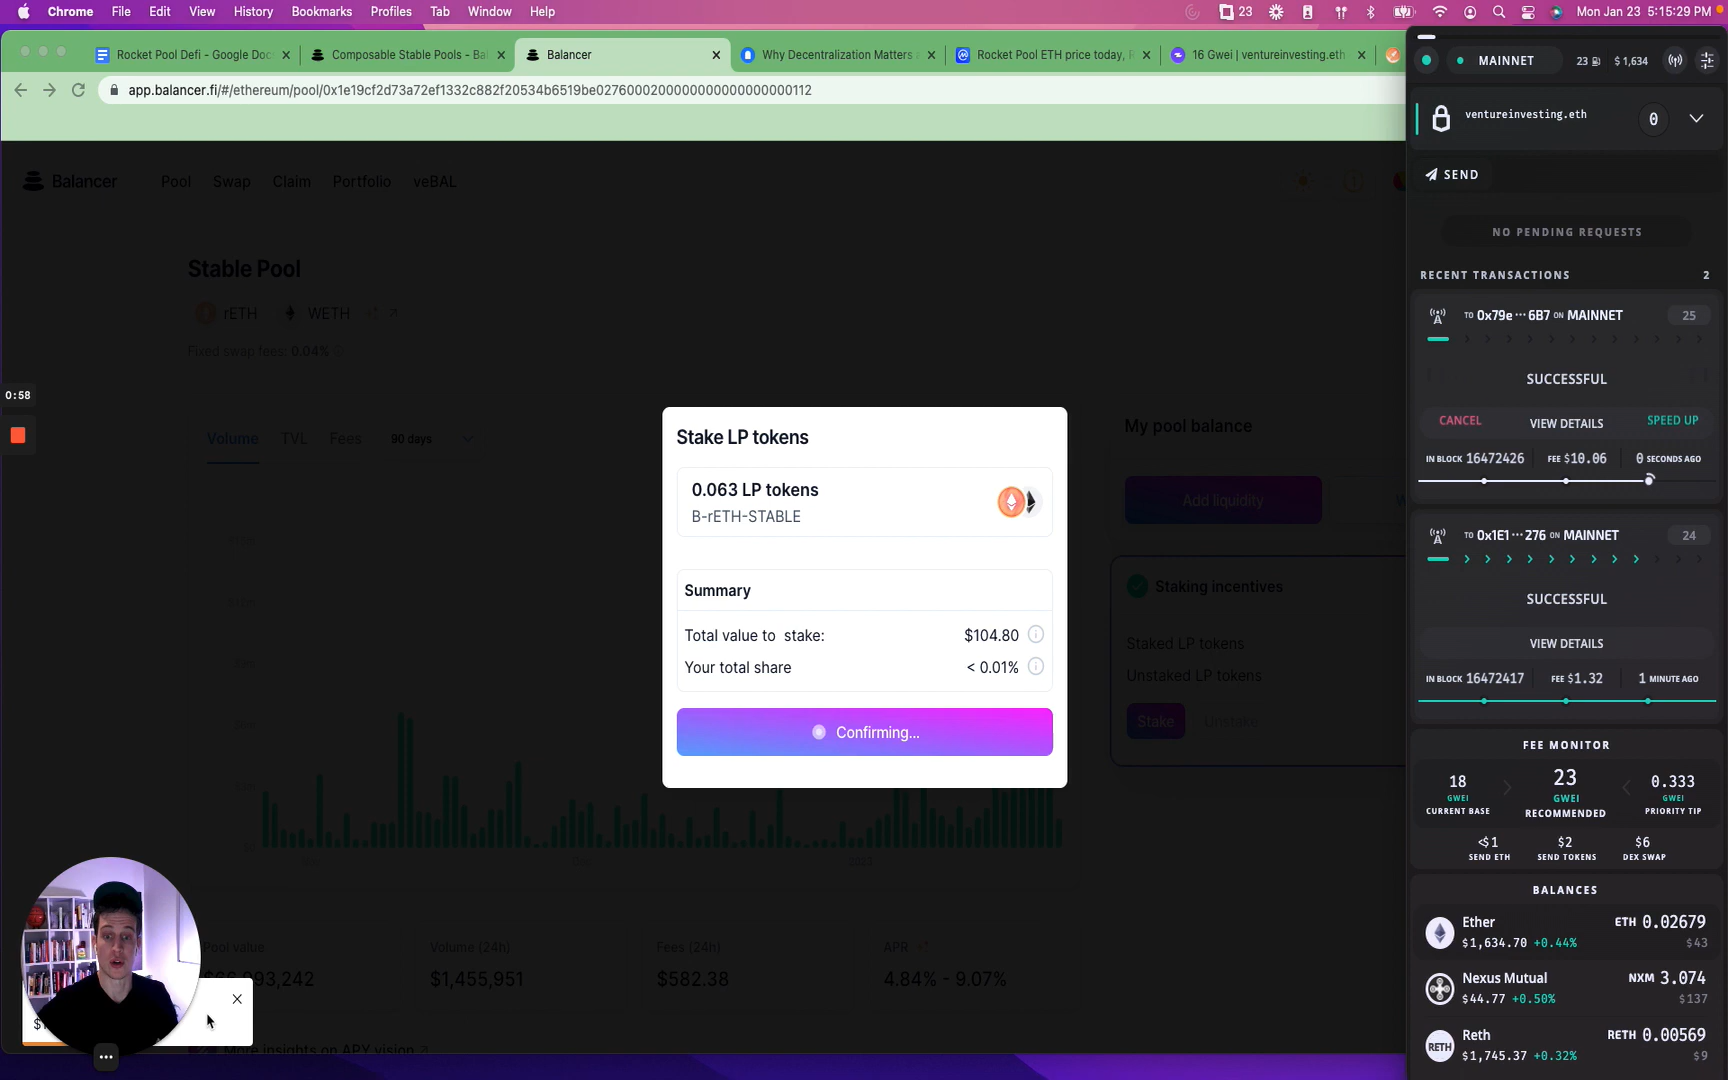 Chrome File Edit View History Bookmarks Profiles Tab Window Help
23
Mon Jan 23 5:15:29 PM
Rocket Pool Defi - Google Doc
Composable Stable Pools - Bal
Balancer
Why Decentralization Matters
Rocket Pool ETH price today, R
16 Gwei | ventureinvesting.eth
app.balancer.fi/#/ethereum/pool/0x1e19cf2d73a72ef1332c882f20534b6519be0276000200000000000000000112
Balancer
Pool Swap Claim Portfolio veBAL
Stable Pool
rETH WETH
Fixed swap fees: 0.04%
0:58
Volume TVL Fees 90 days
Stake LP tokens
0.063 LP tokens
B-rETH-STABLE
Summary
Total value to stake: $104.80
Your total share < 0.01%
Confirming...
My pool balance
Add liquidity
Staking incentives
Staked LP tokens
Unstaked LP tokens
Stake Unstake
2023
Pool value Volume (24h) Fees (24h) APR
$1,455,951 $582.38 4.84% - 9.07%
More insights on APY vision
MAINNET 23 $ 1,634
ventureinvesting.eth 0
SEND
NO PENDING REQUESTS
RECENT TRANSACTIONS 2
TO 0x79e···6B7 ON MAINNET 25
SUCCESSFUL
CANCEL VIEW DETAILS SPEED UP
IN BLOCK 16472426 FEE $10.06 0 SECONDS AGO
TO 0x1E1···276 ON MAINNET 24
SUCCESSFUL
VIEW DETAILS
IN BLOCK 16472417 FEE $1.32 1 MINUTE AGO
FEE MONITOR
18 GWEI CURRENT BASE
23 GWEI RECOMMENDED
0.333 GWEI PRIORITY TIP
<$1 $2 $6
SEND ETH SEND TOKENS DEX SWAP
BALANCES
Ether ETH 0.02679
$1,634.70 +0.44% $43
Nexus Mutual NXM 3.074
$44.77 +0.50% $137
Reth RETH 0.00569
RETH
$1,745.37 +0.32% $9